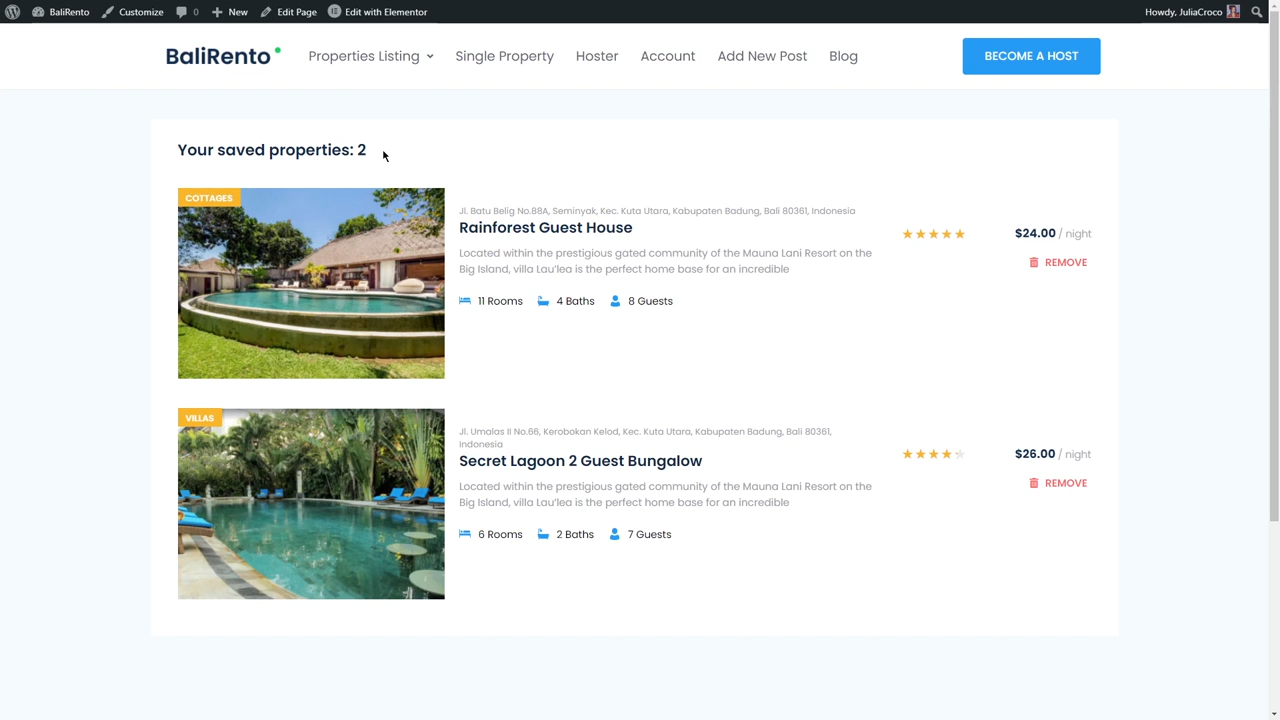 BaliRento
Customize
0
New
Edit Page
Edit with Elementor
Howdy, JuliaCroco
BaliRento
Properties Listing
Single Property
Hoster
Account
Add New Post
Blog
BECOME A HOST
Your saved properties: 2
COTTAGES
Jl. Batu Belig No.88A, Seminyak, Kec. Kuta Utara, Kabupaten Badung, Bali 80361, Indonesia
Rainforest Guest House
Located within the prestigious gated community of the Mauna Lani Resort on the
Big Island, villa Lau'lea is the perfect home base for an incredible
11 Rooms
4 Baths
8 Guests
$24.00 / night
REMOVE
VILLAS
Jl. Umalas II No.66, Kerobokan Kelod, Kec. Kuta Utara, Kabupaten Badung, Bali 80361,
Indonesia
Secret Lagoon 2 Guest Bungalow
Located within the prestigious gated community of the Mauna Lani Resort on the
Big Island, villa Lau'lea is the perfect home base for an incredible
6 Rooms
2 Baths
7 Guests
$26.00 / night
REMOVE